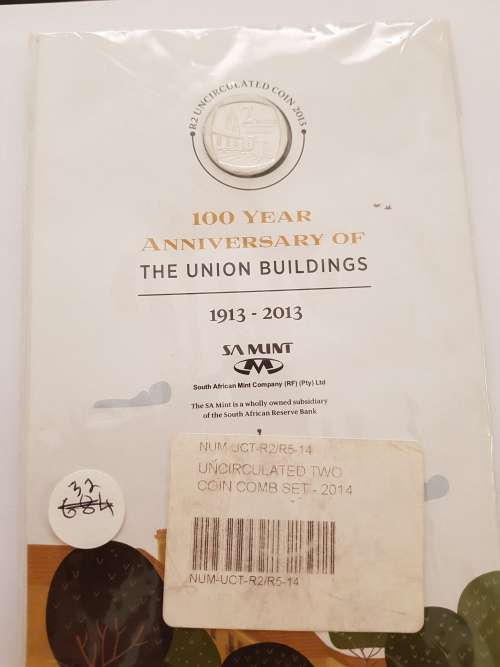 R2 UNCIRCULATED COIN 2013
2
100 YEAR
ANNIVERSARY OF
THE UNION BUILDINGS
1913 - 2013
SA MINT
South African Mint Company (RF) (Pty) Ltd
The SA Mint is a wholly owned subsidiary
of the South African Reserve Bank
NUM-UCT-R2/R5-14
UNCIRCULATED TWO
COIN COMB SET - 2014
NUM-UCT-R2/R5-14
32
684